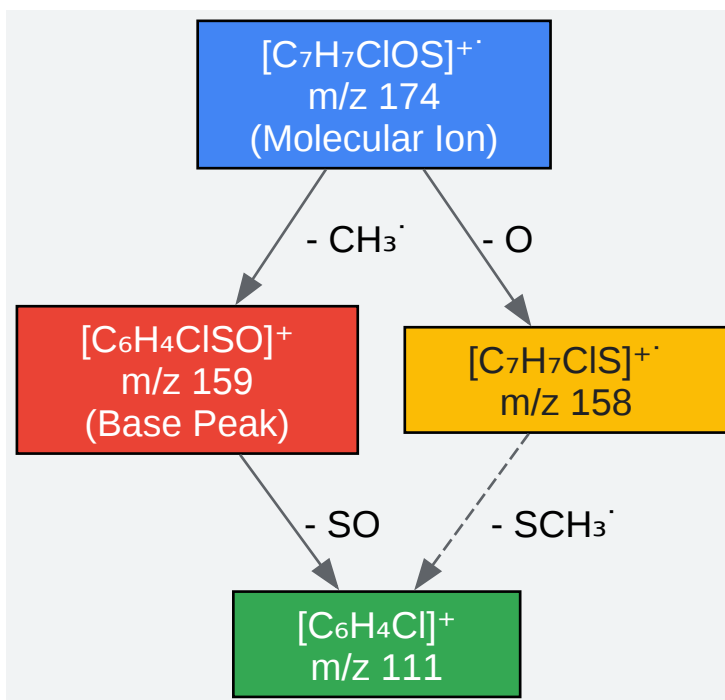 [C₇H₇ClOS]⁺˙
m/z 174
(Molecular Ion)
- CH₃˙
- O
[C₆H₄ClSO]⁺
m/z 159
(Base Peak)
[C₇H₇ClS]⁺˙
m/z 158
- SO
- SCH₃˙
[C₆H₄Cl]⁺
m/z 111